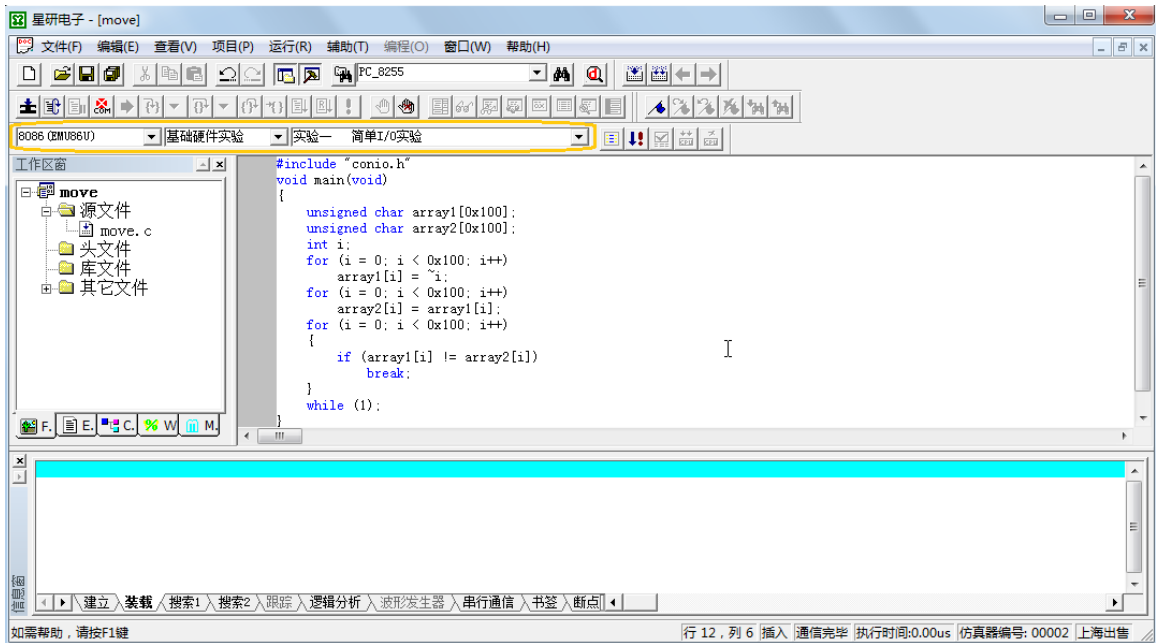 星研电子 - [move]
文件(F) 编辑(E) 查看(V) 项目(P) 运行(R) 辅助(T) 编程(O) 窗口(W) 帮助(H)
PC_8255
8086(EMU86U) 基础硬件实验 实验一 简单I/O实验
工作区窗
move
源文件
move.c
头文件
库文件
其它文件
F. E. C. W M.
#include "conio.h"
void main(void)
{
unsigned char array1[0x100];
unsigned char array2[0x100];
int i;
for (i = 0; i < 0x100; i++)
array1[i] = ~i;
for (i = 0; i < 0x100; i++)
array2[i] = array1[i];
for (i = 0; i < 0x100; i++)
{
if (array1[i] != array2[i])
break;
}
while (1);
}
信息窗
建立 装载 搜索1 搜索2 跟踪 逻辑分析 波形发生器 串行通信 书签 断点
如需帮助，请按F1键
行 12，列 6 插入 通信完毕 执行时间:0.00us 仿真器编号: 00002 上海出售